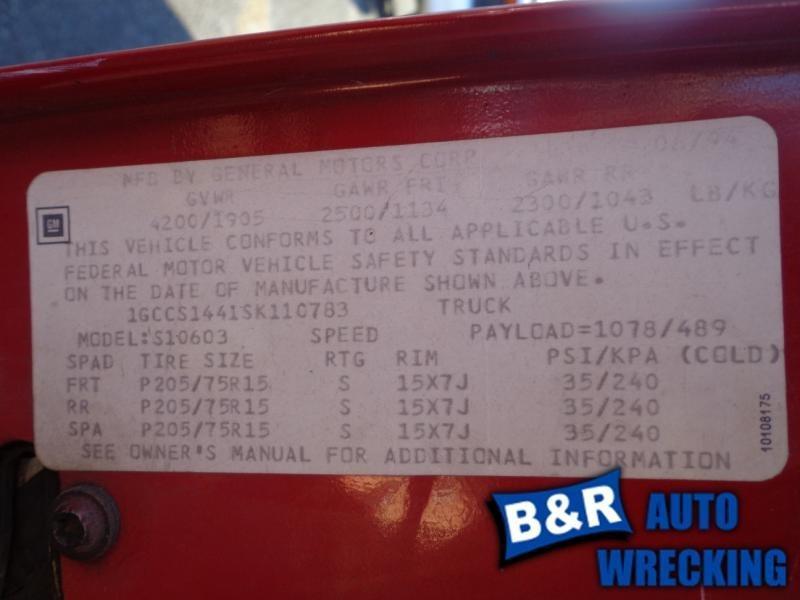 MFD BY GENERAL MOTORS CORP 08/94
GVWR GAWR FRT GAWR RR
4200/1905 2500/1134 2300/1043 LB/KG
GM
THIS VEHICLE CONFORMS TO ALL APPLICABLE U.S.
FEDERAL MOTOR VEHICLE SAFETY STANDARDS IN EFFECT
ON THE DATE OF MANUFACTURE SHOWN ABOVE.
1GCCS1441SK110783 TRUCK
MODEL:S10603 SPEED PAYLOAD=1078/489
SPAD TIRE SIZE RTG RIM PSI/KPA (COLD)
FRT P205/75R15 S 15X7J 35/240
RR P205/75R15 S 15X7J 35/240
SPA P205/75R15 S 15X7J 35/240
SEE OWNER'S MANUAL FOR ADDITIONAL INFORMATION
10108175
B&R AUTO
WRECKING